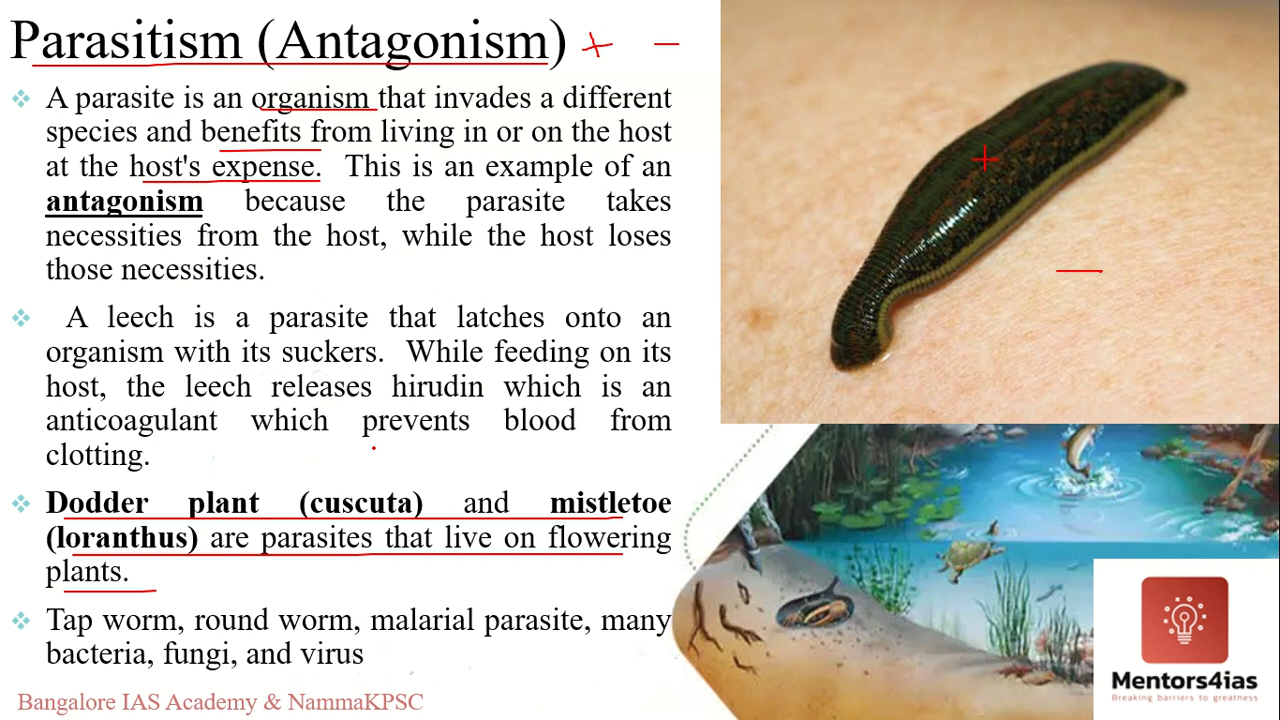 Parasitism (Antagonism) + −
❖ A parasite is an organism that invades a different
species and benefits from living in or on the host
at the host's expense. This is an example of an
antagonism because the parasite takes
necessities from the host, while the host loses
those necessities.
❖ A leech is a parasite that latches onto an
organism with its suckers. While feeding on its
host, the leech releases hirudin which is an
anticoagulant which prevents blood from
clotting.
❖ Dodder plant (cuscuta) and mistletoe
(loranthus) are parasites that live on flowering
plants.
❖ Tap worm, round worm, malarial parasite, many
bacteria, fungi, and virus
Bangalore IAS Academy & NammaKPSC
+
−
Mentors4ias
Breaking barriers to greatness